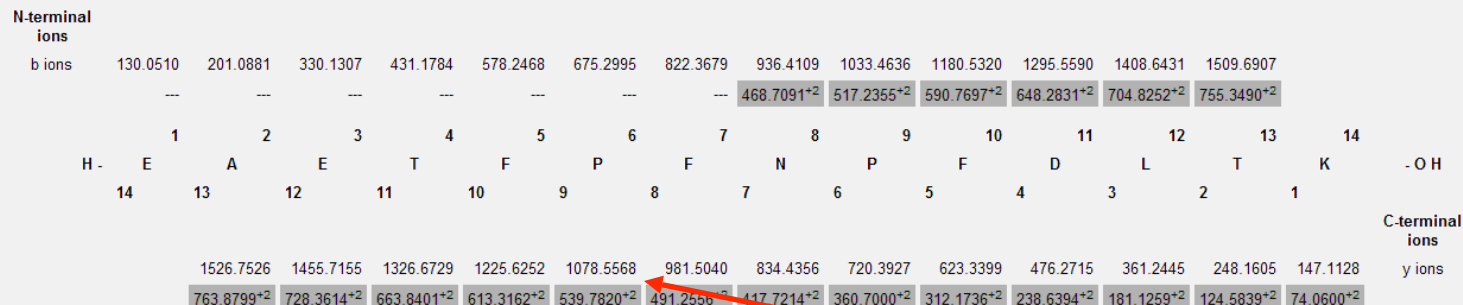 N-terminal
ions
b ions 130.0510 201.0881 330.1307 431.1784 578.2468 675.2995 822.3679 936.4109 1033.4636 1180.5320 1295.5590 1408.6431 1509.6907
--- --- --- --- --- --- --- 468.7091+2 517.2355+2 590.7697+2 648.2831+2 704.8252+2 755.3490+2
1 2 3 4 5 6 7 8 9 10 11 12 13 14
H - E A E T F P F N P F D L T K - O H
14 13 12 11 10 9 8 7 6 5 4 3 2 1
C-terminal
ions
1526.7526 1455.7155 1326.6729 1225.6252 1078.5568 981.5040 834.4356 720.3927 623.3399 476.2715 361.2445 248.1605 147.1128 y ions
763.8799+2 728.3614+2 663.8401+2 613.3162+2 539.7820+2 491.2556+2 417.7214+2 360.7000+2 312.1736+2 238.6394+2 181.1259+2 124.5839+2 74.0600+2